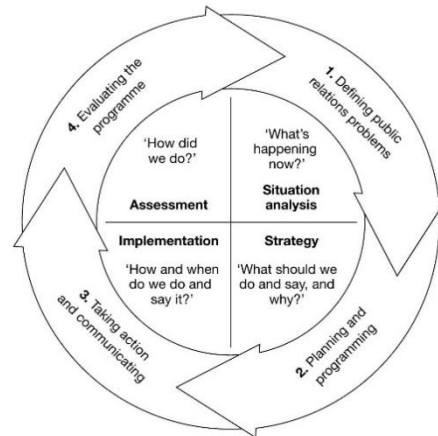 1. Defining public
relations problems
'What's
happening
now?'
Situation
analysis
2. Planning and
programming
Strategy
'What should we
do and say, and
why?'
3. Taking action
and communicating
Implementation
'How and when
do we do and
say it?'
4. Evaluating the
programme
'How did
we do?'
Assessment